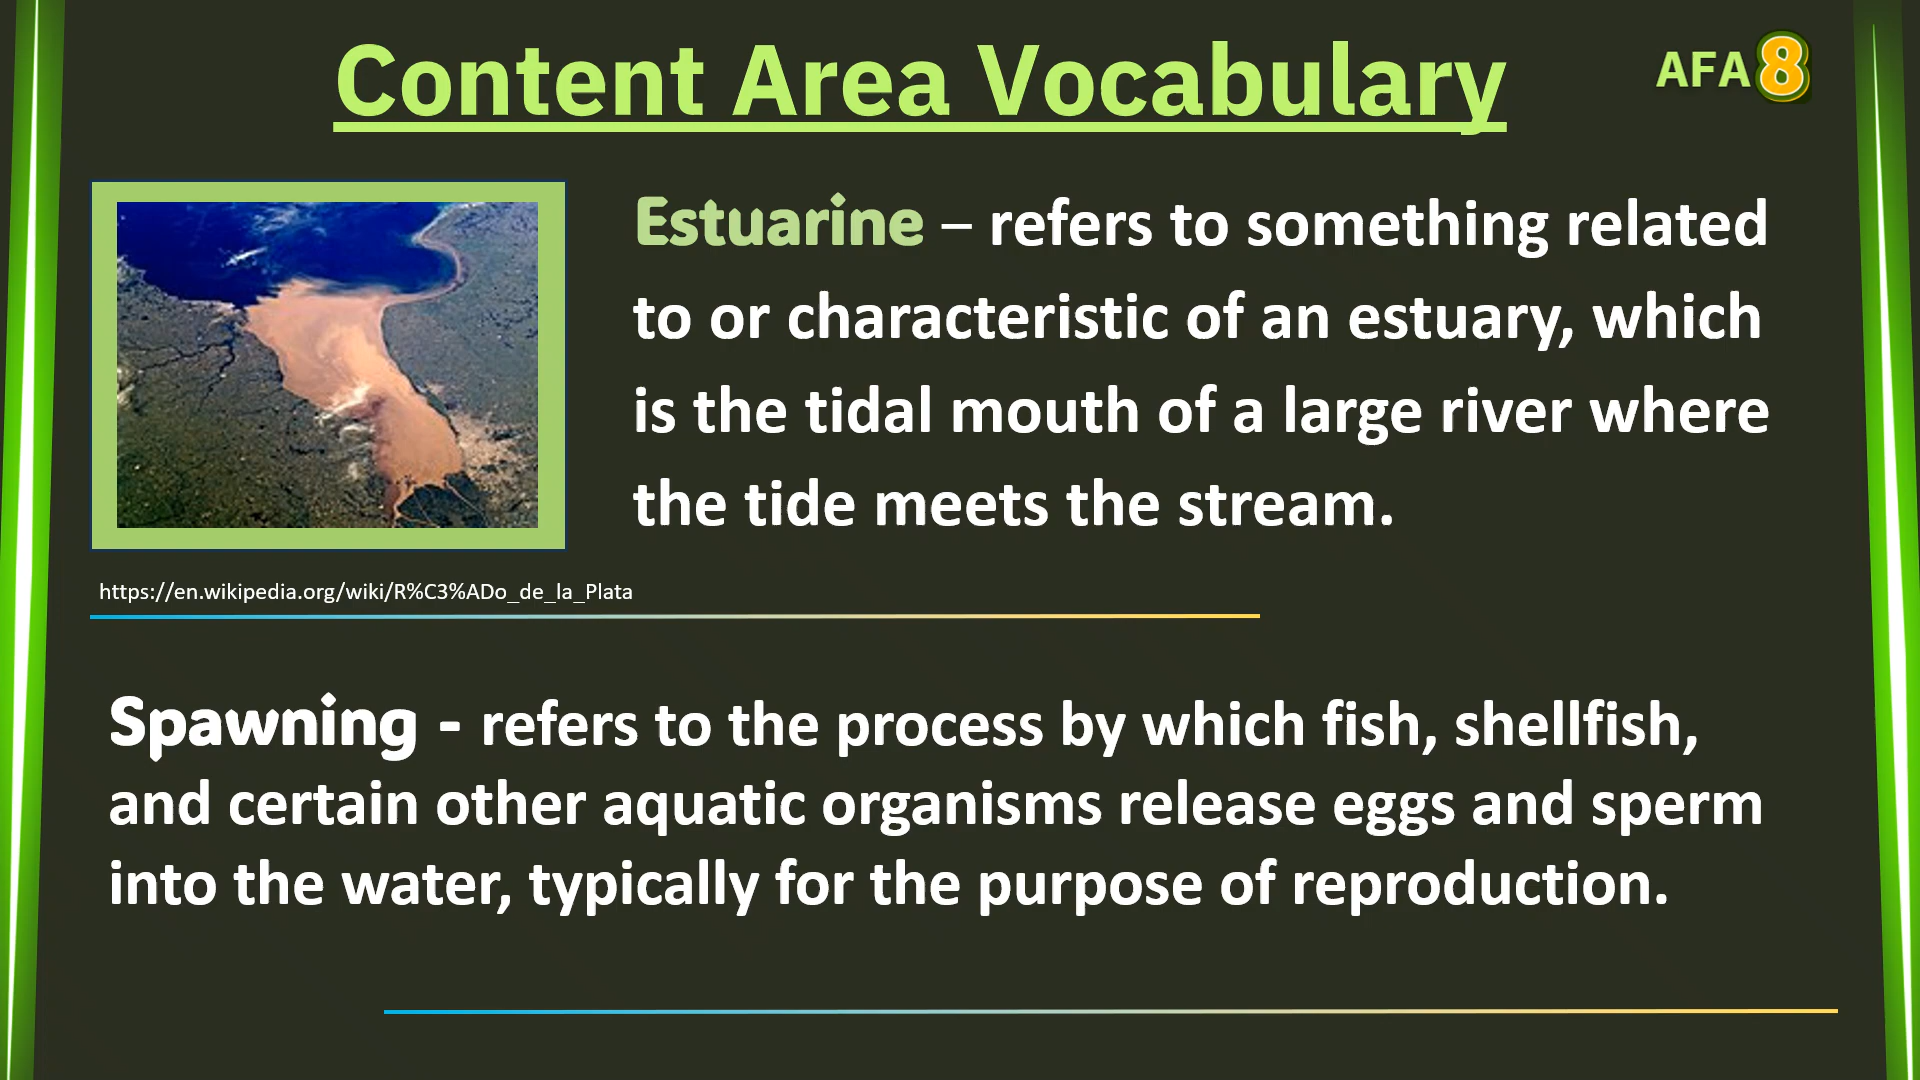 Content Area Vocabulary
AFA 8
Estuarine – refers to something related
to or characteristic of an estuary, which
is the tidal mouth of a large river where
the tide meets the stream.
https://en.wikipedia.org/wiki/R%C3%ADo_de_la_Plata
Spawning - refers to the process by which fish, shellfish,
and certain other aquatic organisms release eggs and sperm
into the water, typically for the purpose of reproduction.